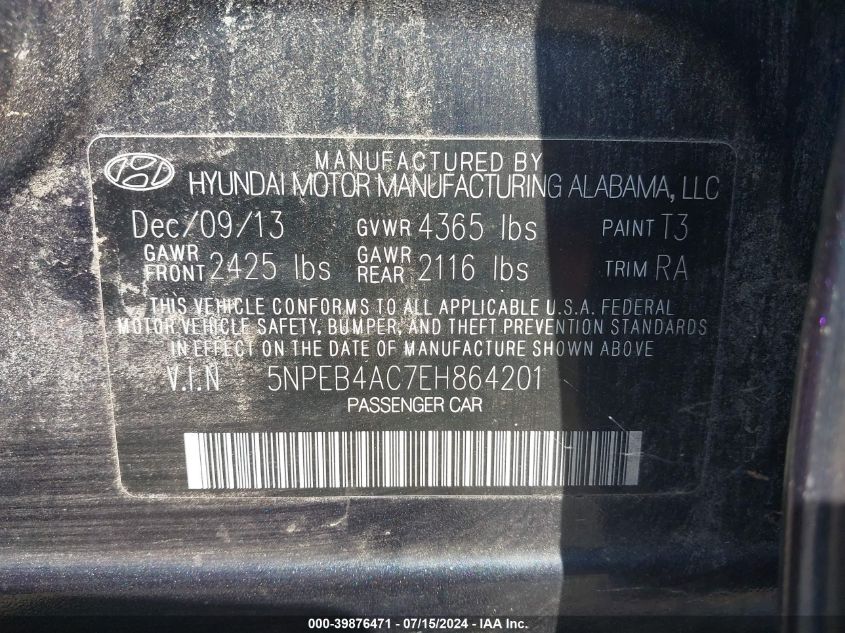 MANUFACTURED BY
HYUNDAI MOTOR MANUFACTURING ALABAMA, LLC
Dec/09/13 GVWR 4365 lbs PAINT T3
GAWR FRONT 2425 lbs GAWR REAR 2116 lbs TRIM RA
THIS VEHICLE CONFORMS TO ALL APPLICABLE U.S.A. FEDERAL
MOTOR VEHICLE SAFETY, BUMPER, AND THEFT PREVENTION STANDARDS
IN EFFECT ON THE DATE OF MANUFACTURE SHOWN ABOVE
V.I.N 5NPEB4AC7EH864201
PASSENGER CAR
000-39876471 - 07/15/2024 - IAA Inc.